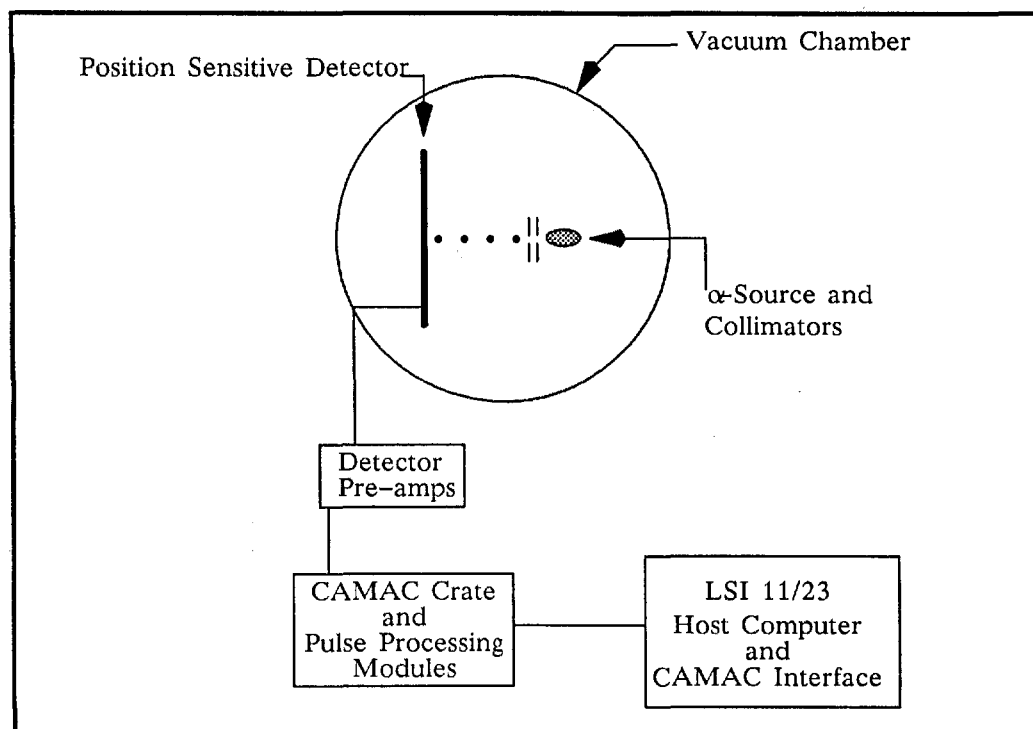 Vacuum Chamber
Position Sensitive Detector
α-Source and
Collimators
Detector
Pre-amps
CAMAC Crate
and
Pulse Processing
Modules
LSI 11/23
Host Computer
and
CAMAC Interface